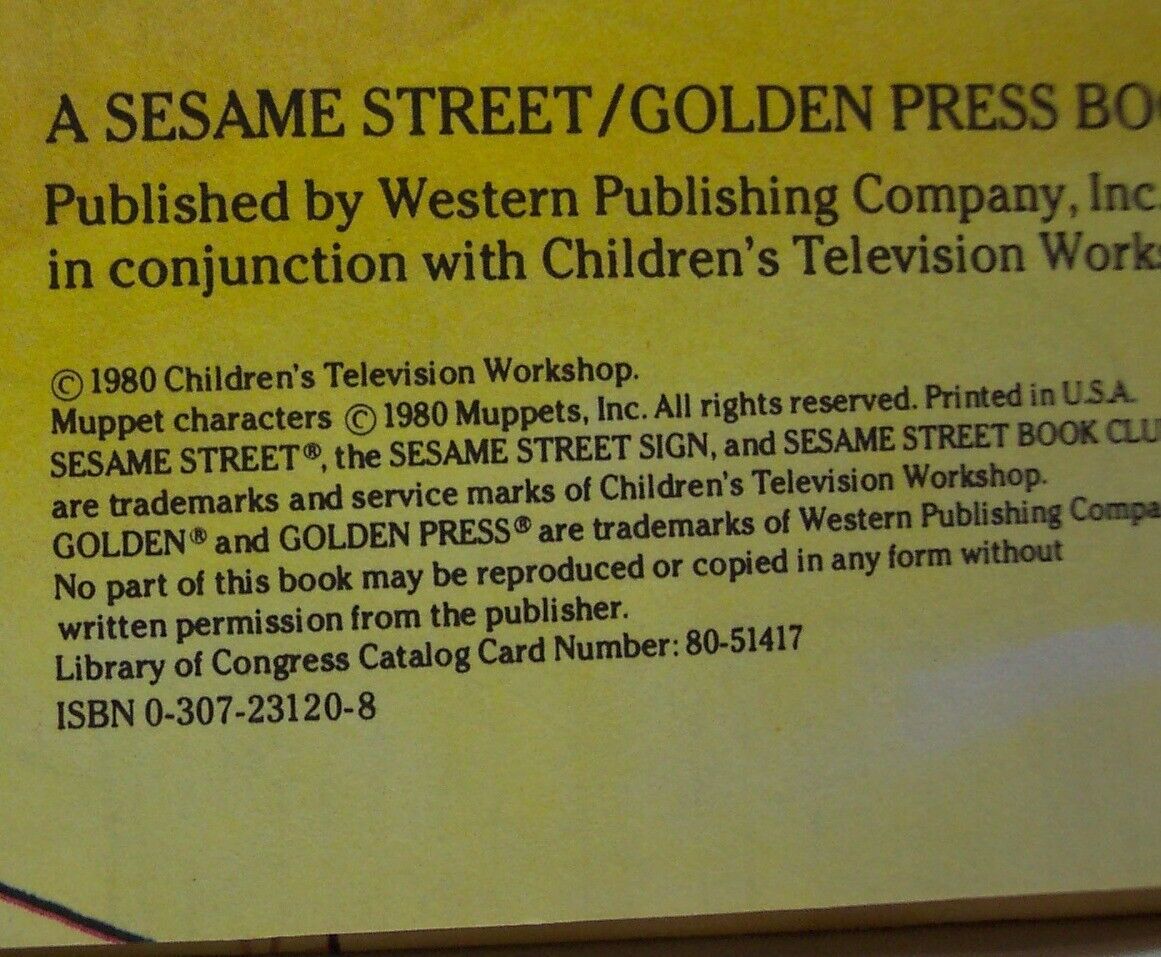 A SESAME STREET/GOLDEN PRESS BO
Published by Western Publishing Company, Inc.
in conjunction with Children's Television Works
© 1980 Children's Television Workshop.
Muppet characters © 1980 Muppets, Inc. All rights reserved. Printed in U.S.A.
SESAME STREET®, the SESAME STREET SIGN, and SESAME STREET BOOK CLU
are trademarks and service marks of Children's Television Workshop.
GOLDEN® and GOLDEN PRESS® are trademarks of Western Publishing Compa
No part of this book may be reproduced or copied in any form without
written permission from the publisher.
Library of Congress Catalog Card Number: 80-51417
ISBN 0-307-23120-8